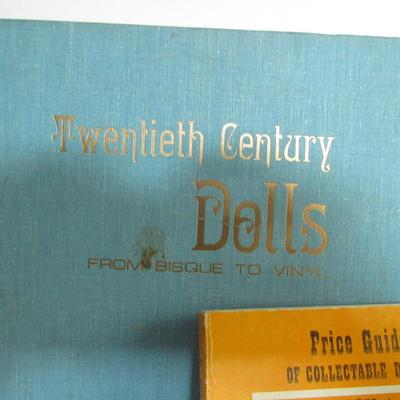 Twentieth Century
Dolls
FROM BISQUE TO VINYL
Price Guid
OF COLLECTABLE D